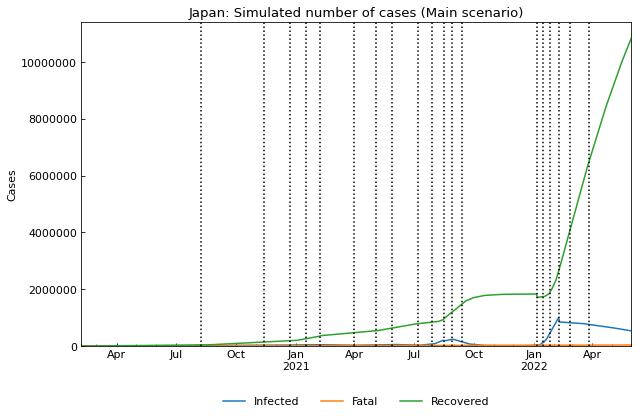 Japan: Simulated number of cases (Main scenario)
Cases
10000000
8000000
6000000
4000000
2000000
0
Apr Jul Oct Jan Apr Jul Oct Jan Apr
2021 2022
Infected Fatal Recovered